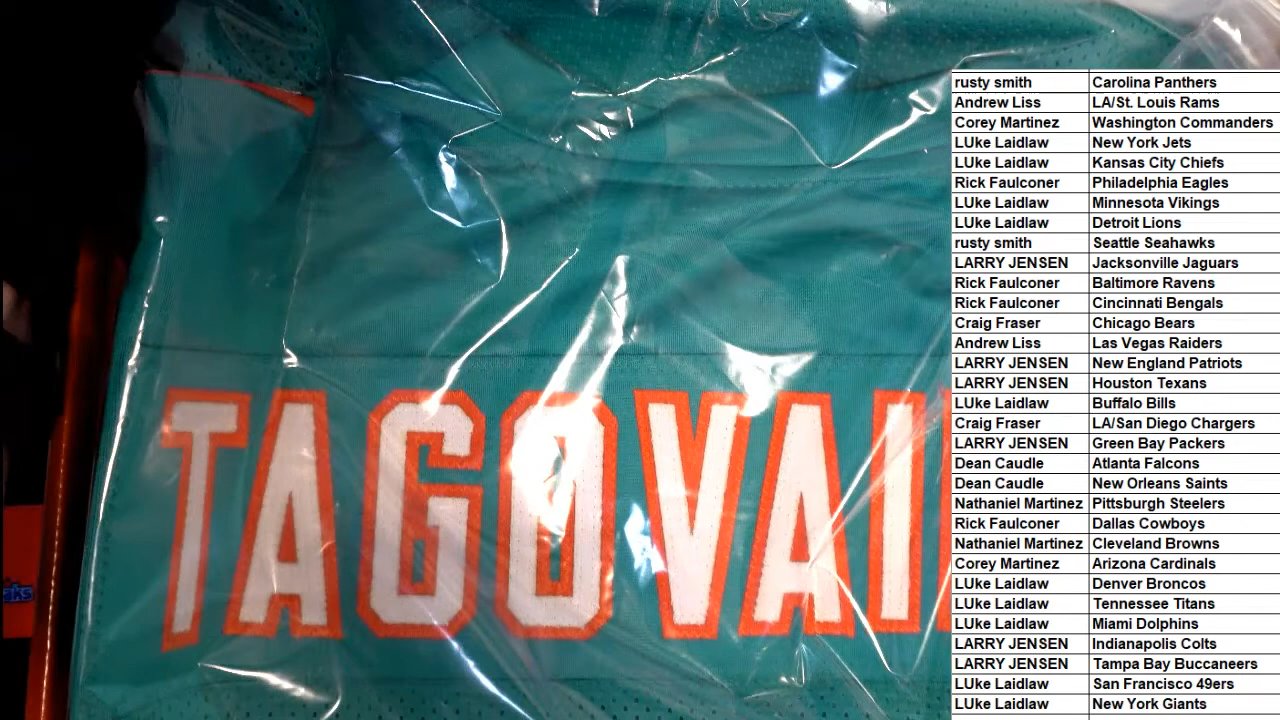 TAGOVAI
aks
rusty smith Carolina Panthers
Andrew Liss LA/St. Louis Rams
Corey Martinez Washington Commanders
LUke Laidlaw New York Jets
LUke Laidlaw Kansas City Chiefs
Rick Faulconer Philadelphia Eagles
LUke Laidlaw Minnesota Vikings
LUke Laidlaw Detroit Lions
rusty smith Seattle Seahawks
LARRY JENSEN Jacksonville Jaguars
Rick Faulconer Baltimore Ravens
Rick Faulconer Cincinnati Bengals
Craig Fraser Chicago Bears
Andrew Liss Las Vegas Raiders
LARRY JENSEN New England Patriots
LARRY JENSEN Houston Texans
LUke Laidlaw Buffalo Bills
Craig Fraser LA/San Diego Chargers
LARRY JENSEN Green Bay Packers
Dean Caudle Atlanta Falcons
Dean Caudle New Orleans Saints
Nathaniel Martinez Pittsburgh Steelers
Rick Faulconer Dallas Cowboys
Nathaniel Martinez Cleveland Browns
Corey Martinez Arizona Cardinals
LUke Laidlaw Denver Broncos
LUke Laidlaw Tennessee Titans
LUke Laidlaw Miami Dolphins
LARRY JENSEN Indianapolis Colts
LARRY JENSEN Tampa Bay Buccaneers
LUke Laidlaw San Francisco 49ers
LUke Laidlaw New York Giants